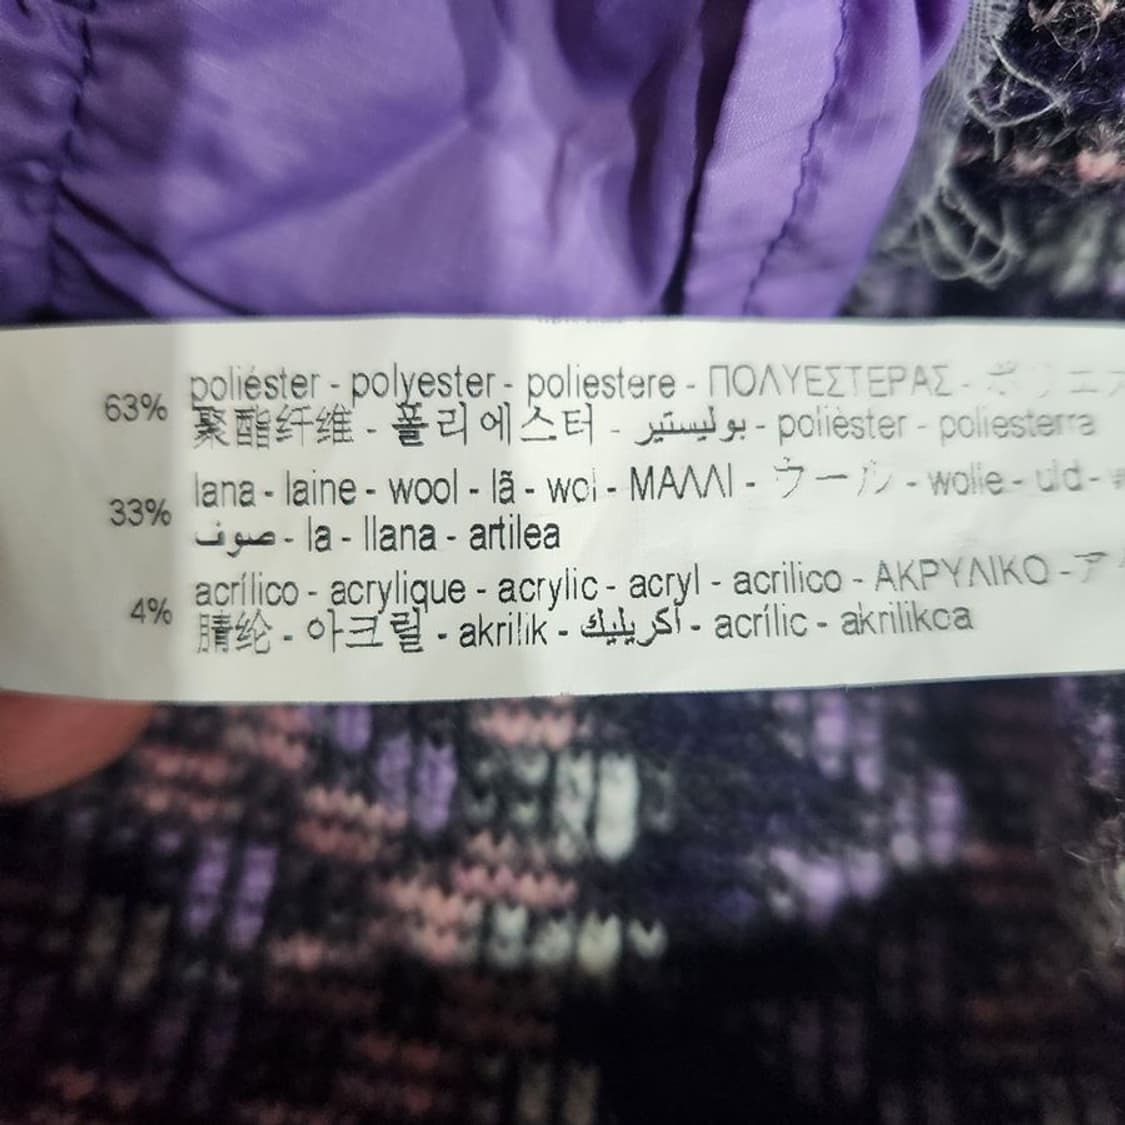 63% poliéster - polyester - poliestere - ΠΟΛΥΕΣΤΕΡΑΣ -
聚酯纤维 - 폴리에스터 - بوليستير - polièster - poliesterra
33% lana - laine - wool - lã - wol - ΜΑΛΛΙ - ウール - wolle - uld -
صوف - la - llana - artilea
4% acrílico - acrylique - acrylic - acryl - acrilico - ΑΚΡΥΛΙΚΟ - ア
腈纶 - 아크릴 - akrilik - أكريليك - acrílic - akrilikoa